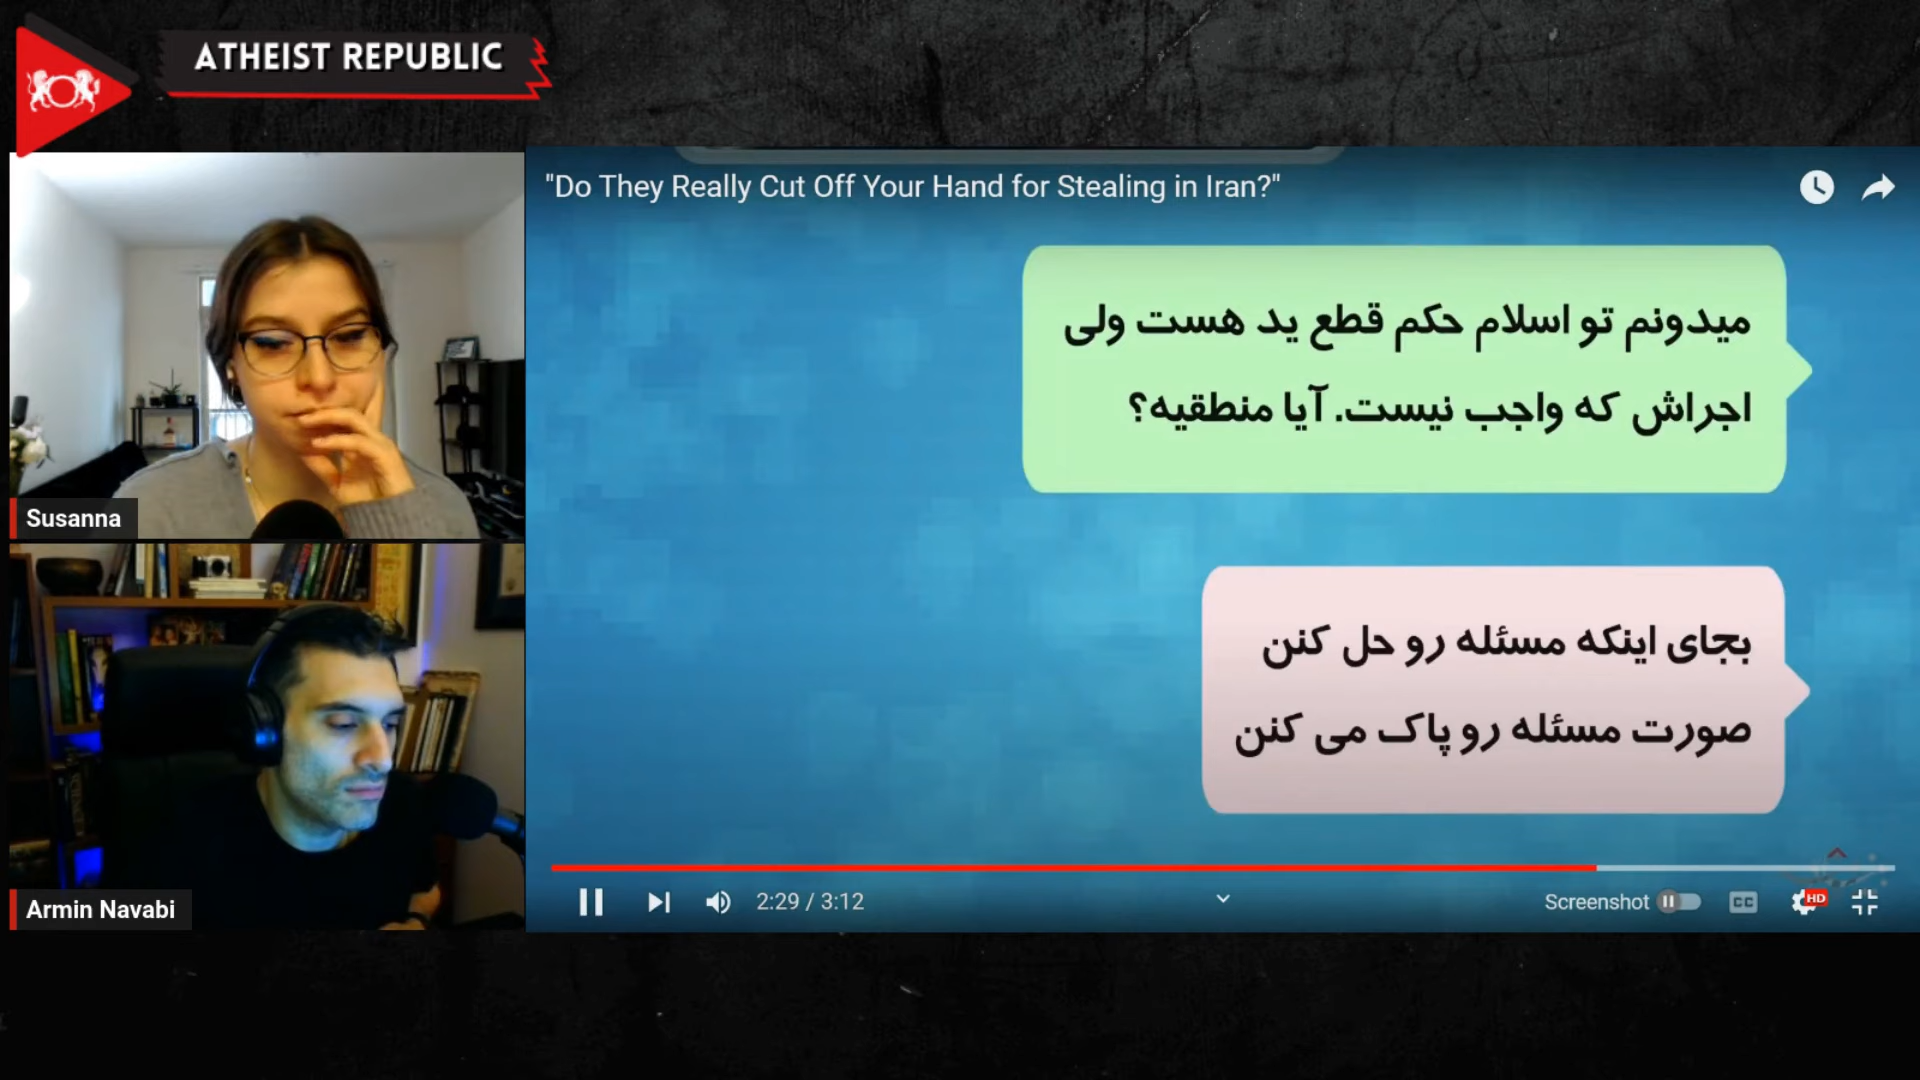 ATHEIST REPUBLIC
"Do They Really Cut Off Your Hand for Stealing in Iran?"
میدونم تو اسلام حکم قطع ید هست ولی
اجراش که واجب نیست. آیا منطقیه؟
بجای اینکه مسئله رو حل کنن
صورت مسئله رو پاک می کنن
Susanna
Armin Navabi
2:29 / 3:12
Screenshot
CC
HD